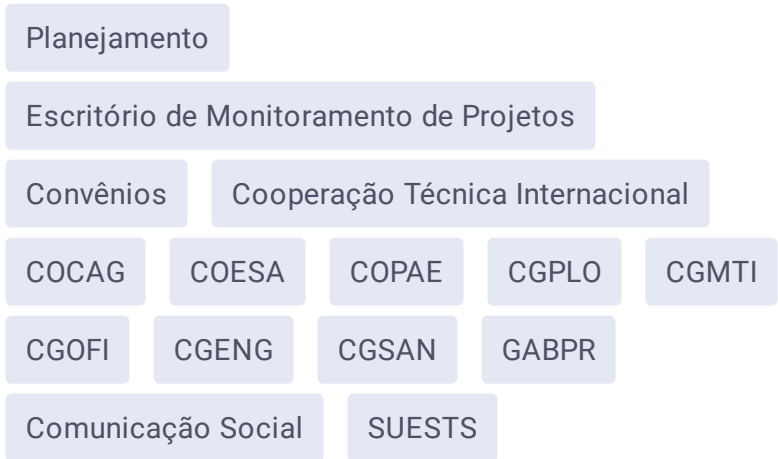 Planejamento
Escritório de Monitoramento de Projetos
Convênios Cooperação Técnica Internacional
COCAG COESA COPAE CGPLO CGMTI
CGOFI CGENG CGSAN GABPR
Comunicação Social SUESTS